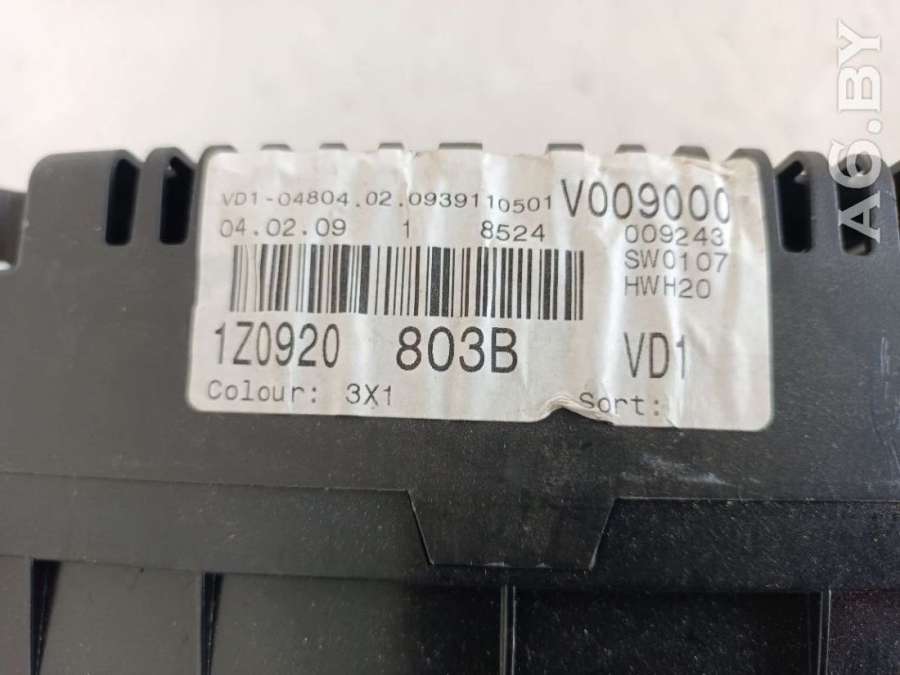 VD1-04804.02.0939110501 V009000
04.02.09 1 8524 009243
SW0107
HWH20
1Z0920 803B VD1
Colour: 3X1 Sort:
A6.BY